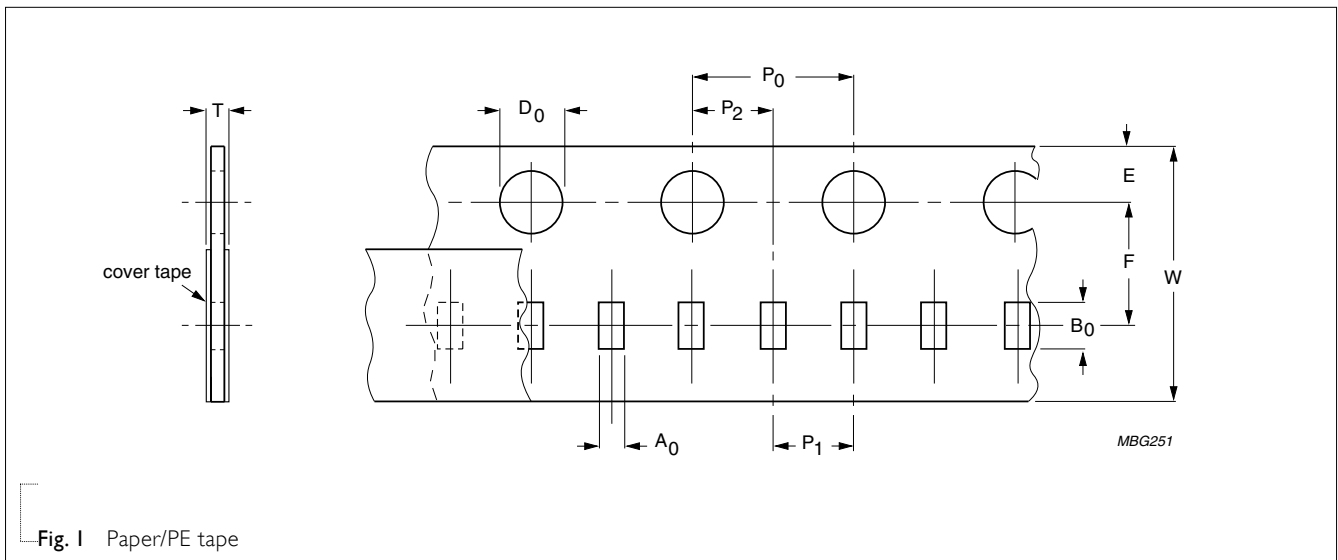 P0
T
D0
P2
E
F
W
cover tape
B0
A0
P1
MBG251
Fig. 1 Paper/PE tape